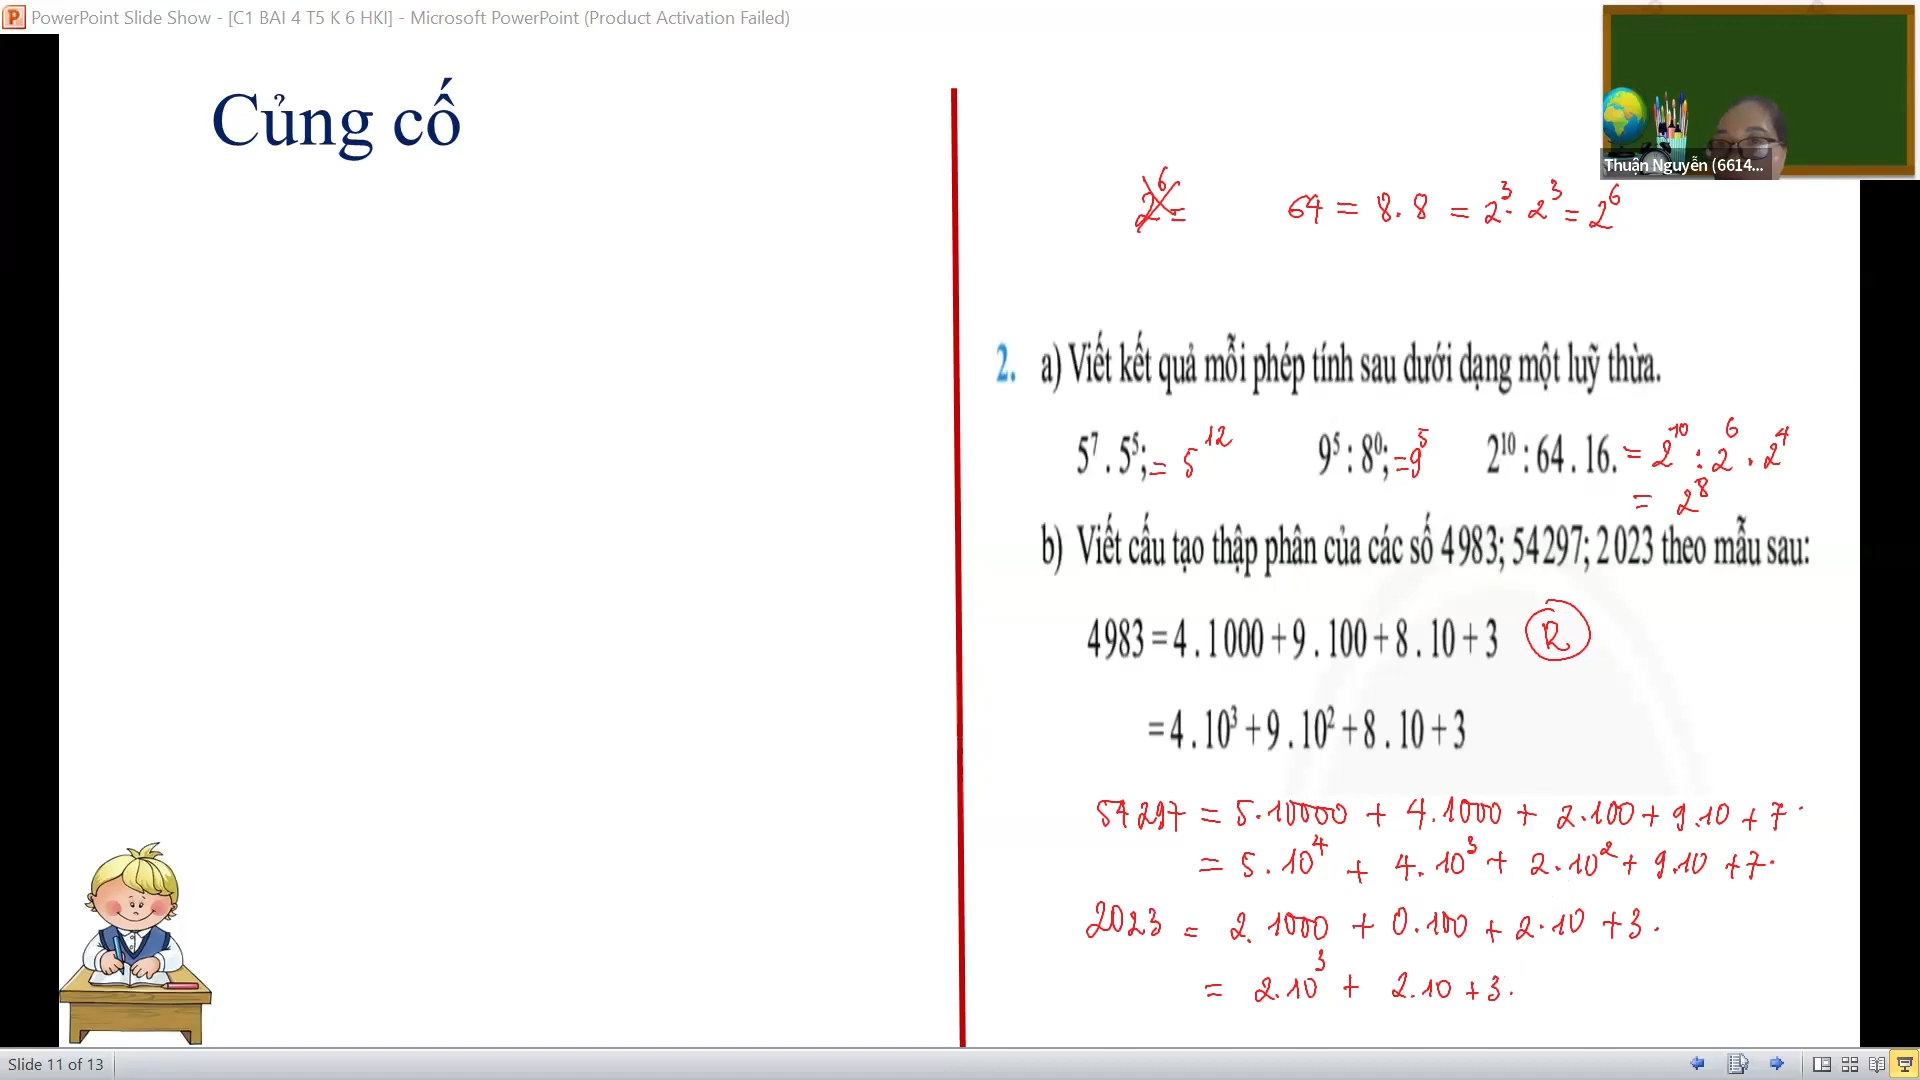 PowerPoint Slide Show - [C1 BAI 4 T5 K 6 HKI] - Microsoft PowerPoint (Product Activation Failed)
Củng cố
Thuận Nguyễn (6614...
2⁶ =
64 = 8.8 = 2³. 2³ = 2⁶
2. a) Viết kết quả mỗi phép tính sau dưới dạng một luỹ thừa.
5⁷ . 5⁵; = 5¹² 9⁵ : 8⁰; = 9⁵ 2¹⁰ : 64 . 16. = 2¹⁰ : 2⁶ . 2⁴
= 2⁸
b) Viết cấu tạo thập phân của các số 4983; 54297; 2023 theo mẫu sau:
4983 = 4 . 1000 + 9 . 100 + 8 . 10 + 3 R
= 4 . 10³ + 9 . 10² + 8 . 10 + 3
54297 = 5.10000 + 4.1000 + 2.100 + 9.10 + 7.
= 5.10⁴ + 4.10³ + 2.10² + 9.10 + 7.
2023 = 2.1000 + 0.100 + 2.10 + 3.
= 2.10³ + 2.10 + 3.
Slide 11 of 13